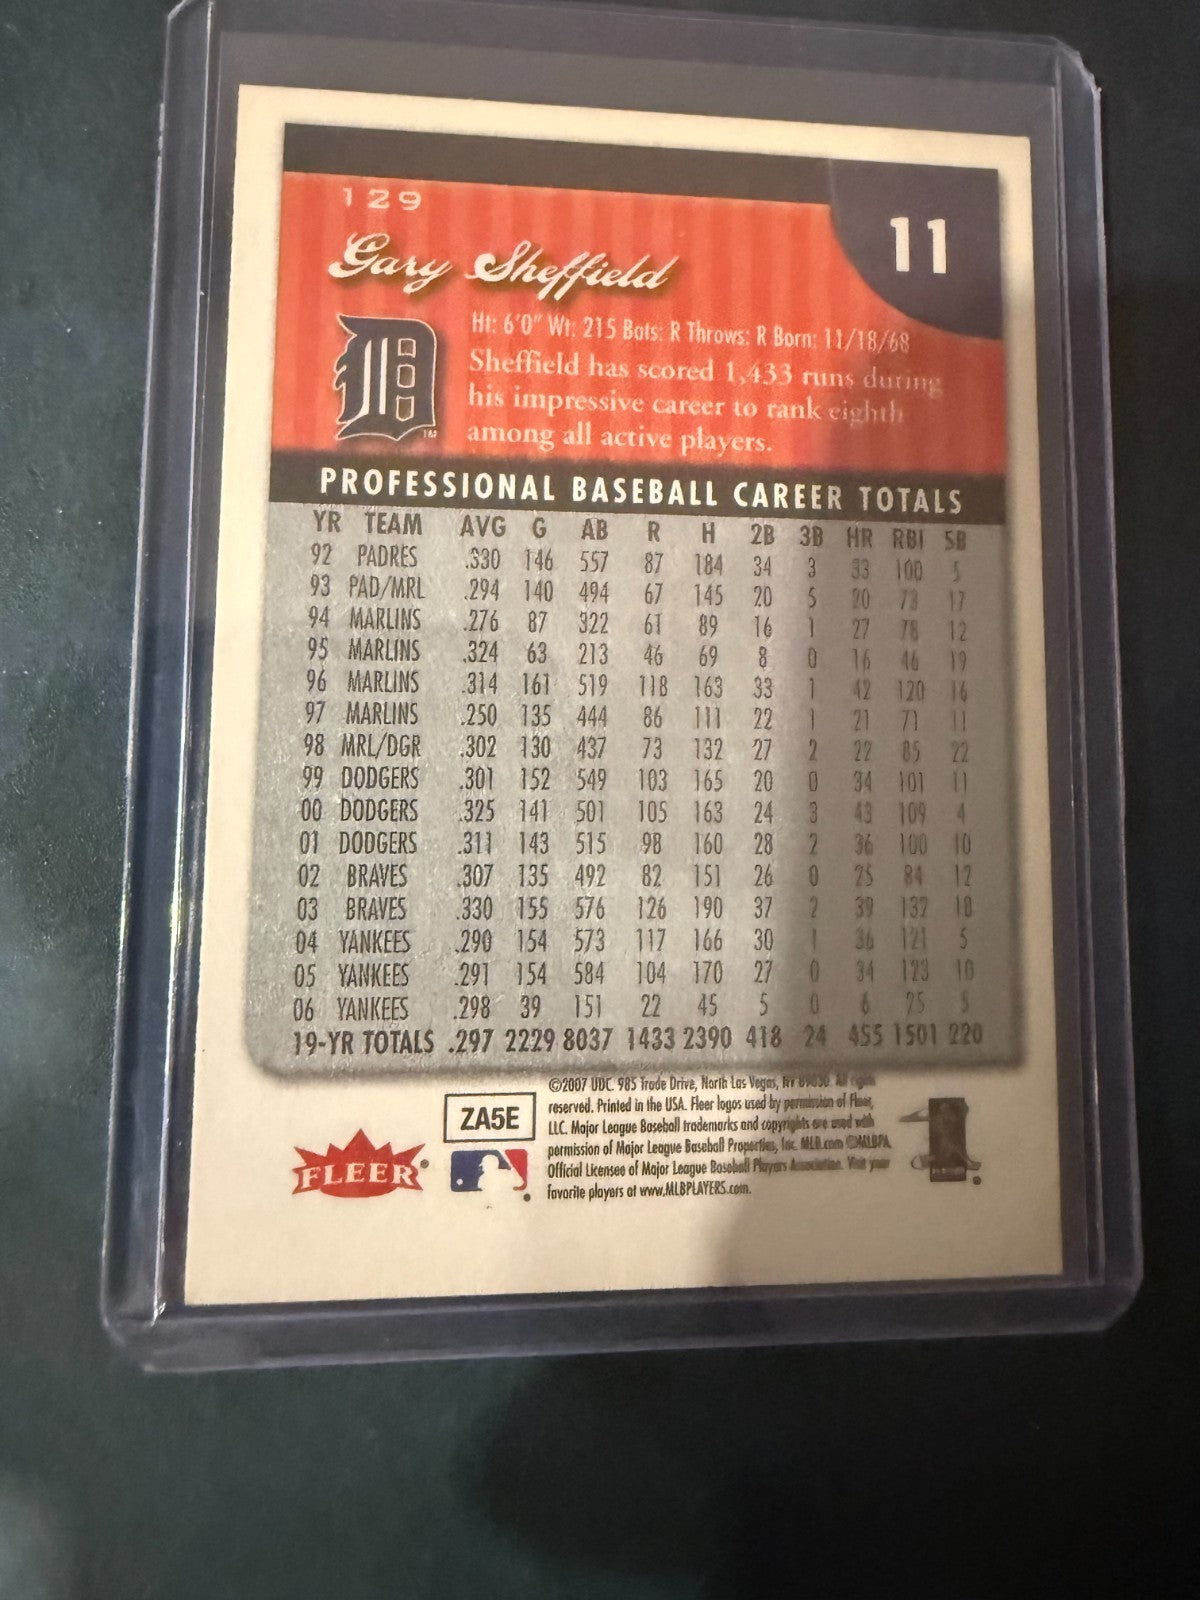 129
11
Gary Sheffield
Ht: 6'0" Wt: 215 Bats: R Throws: R Born: 11/18/68
Sheffield has scored 1,433 runs during
his impressive career to rank eighth
among all active players.
PROFESSIONAL BASEBALL CAREER TOTALS
YR TEAM AVG G AB R H 2B 3B HR RBI SB
92 PADRES .330 146 557 87 184 34 3 33 100 5
93 PAD/MRL .294 140 494 67 145 20 5 20 73 17
94 MARLINS .276 87 322 61 89 16 1 27 78 12
95 MARLINS .324 63 213 46 69 8 0 16 46 19
96 MARLINS .314 161 519 118 163 33 1 42 120 16
97 MARLINS .250 135 444 86 111 22 1 21 71 11
98 MRL/DGR .302 130 437 73 132 27 2 22 85 22
99 DODGERS .301 152 549 103 165 20 0 34 101 11
00 DODGERS .325 141 501 105 163 24 3 43 109 4
01 DODGERS .311 143 515 98 160 28 2 36 100 10
02 BRAVES .307 135 492 82 151 26 0 25 84 12
03 BRAVES .330 155 576 126 190 37 2 39 132 18
04 YANKEES .290 154 573 117 166 30 1 36 121 5
05 YANKEES .291 154 584 104 170 27 0 34 123 10
06 YANKEES .298 39 151 22 45 5 0 6 25 5
19-YR TOTALS .297 2229 8037 1433 2390 418 24 455 1501 220
©2007 UDC. 985 Trade Drive, North Las Vegas, NV 89030. All rights
reserved. Printed in the USA. Fleer logos used by permission of Fleer,
LLC. Major League Baseball trademarks and copyrights are used with
permission of Major League Baseball Properties, Inc. MLB.com ©MLBPA
Official Licensee of Major League Baseball Players Association. Visit your
favorite players at www.MLBPLAYERS.com.
ZA5E
FLEER®